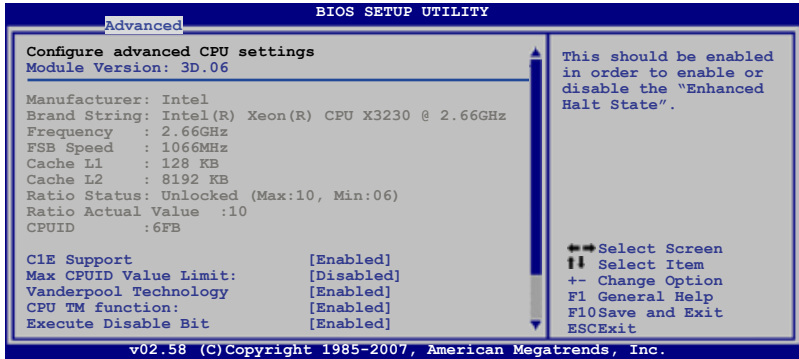 BIOS SETUP UTILITY
Advanced
Configure advanced CPU settings
Module Version: 3D.06
Manufacturer: Intel
Brand String: Intel(R) Xeon(R) CPU X3230 @ 2.66GHz
Frequency : 2.66GHz
FSB Speed : 1066MHz
Cache L1 : 128 KB
Cache L2 : 8192 KB
Ratio Status: Unlocked (Max:10, Min:06)
Ratio Actual Value :10
CPUID :6FB
C1E Support [Enabled]
Max CPUID Value Limit: [Disabled]
Vanderpool Technology [Enabled]
CPU TM function: [Enabled]
Execute Disable Bit [Enabled]
This should be enabled
in order to enable or
disable the “Enhanced
Halt State”.
Select Screen
Select Item
+- Change Option
F1 General Help
F10Save and Exit
ESCExit
v02.58 (C)Copyright 1985-2007, American Megatrends, Inc.